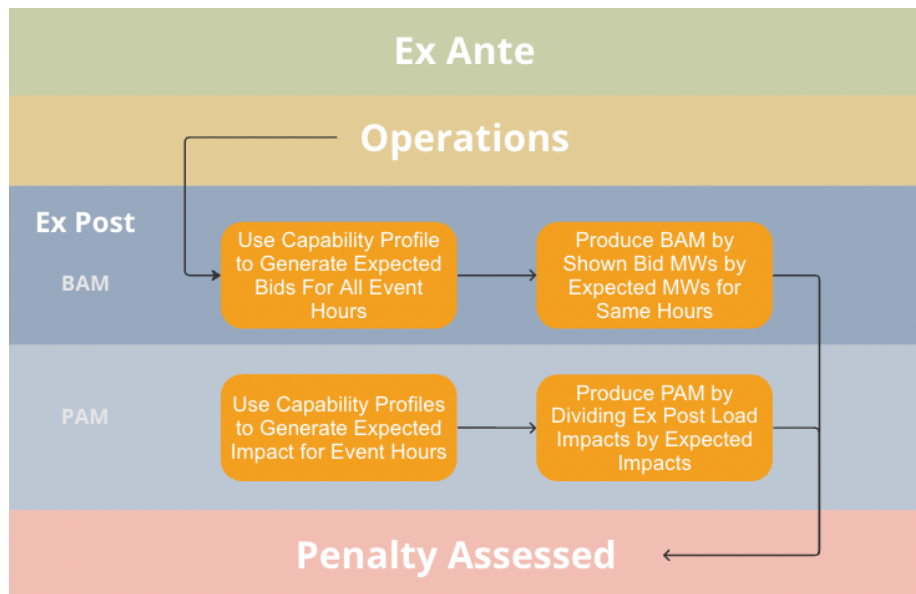 Ex Ante
Operations
Ex Post
BAM
Use Capability Profile
to Generate Expected
Bids For All Event
Hours
Produce BAM by
Shown Bid MWs by
Expected MWs for
Same Hours
PAM
Use Capability Profiles
to Generate Expected
Impact for Event Hours
Produce PAM by
Dividing Ex Post Load
Impacts by Expected
Impacts
Penalty Assessed